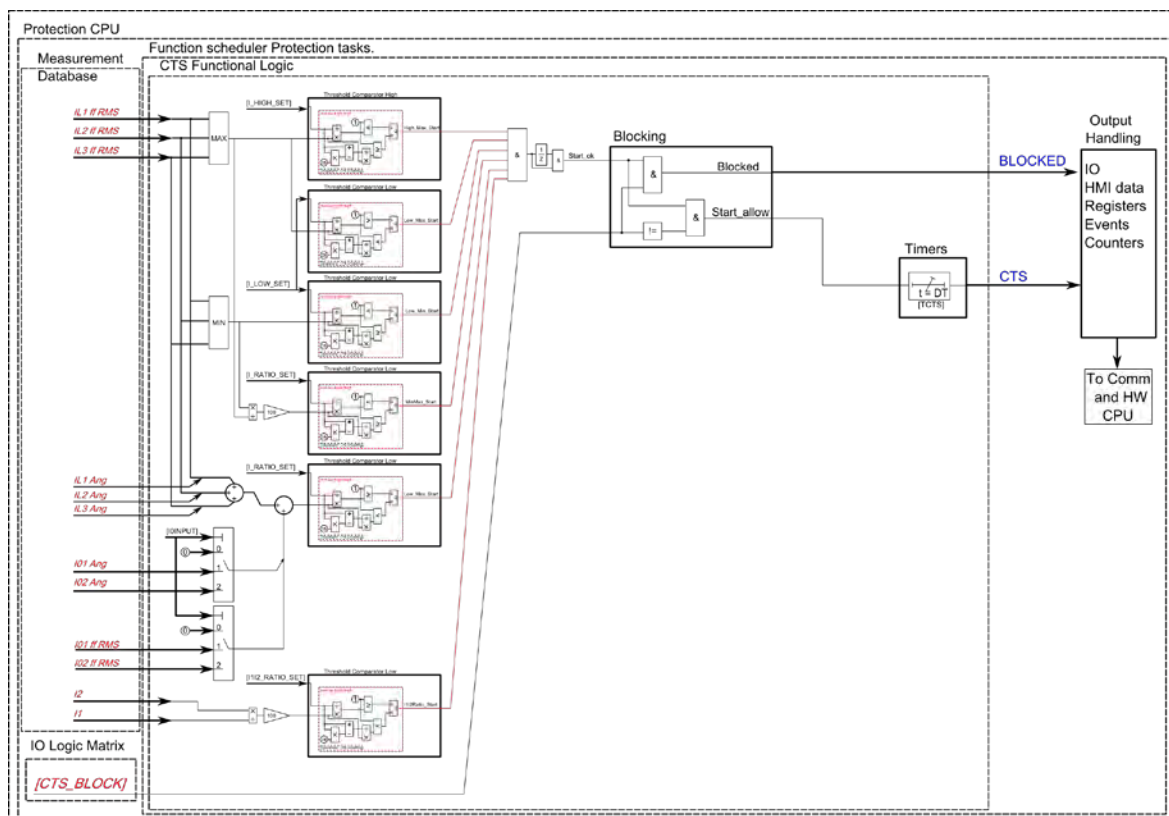 Protection CPU
Function scheduler Protection tasks.
Measurement
Database
CTS Functional Logic
IL1 ff RMS
IL2 ff RMS
IL3 ff RMS
MAX
[I_HIGH_SET]
Threshold Comparator High
High_Max_Start
Threshold Comparator Low
Low_Max_Start
&
1
2
&
Start_ok
Blocking
&
Blocked
&
Start_allow
!=
BLOCKED
Output
Handling
IO
HMI data
Registers
Events
Counters
Timers
t = DT
[TCTS]
CTS
To Comm
and HW
CPU
MIN
[I_LOW_SET]
Threshold Comparator Low
Low_Min_Start
[I_RATIO_SET]
Threshold Comparator Low
MinMax_Start
100
[I_RATIO_SET]
Threshold Comparator Low
Low_Max_Start
IL1 Ang
IL2 Ang
IL3 Ang
[I0INPUT]
0
0
1
2
I01 Ang
I02 Ang
0
0
1
2
I01 ff RMS
I02 ff RMS
[I1I2_RATIO_SET]
Threshold Comparator Low
I2
I1
100
IO Logic Matrix
[CTS_BLOCK]